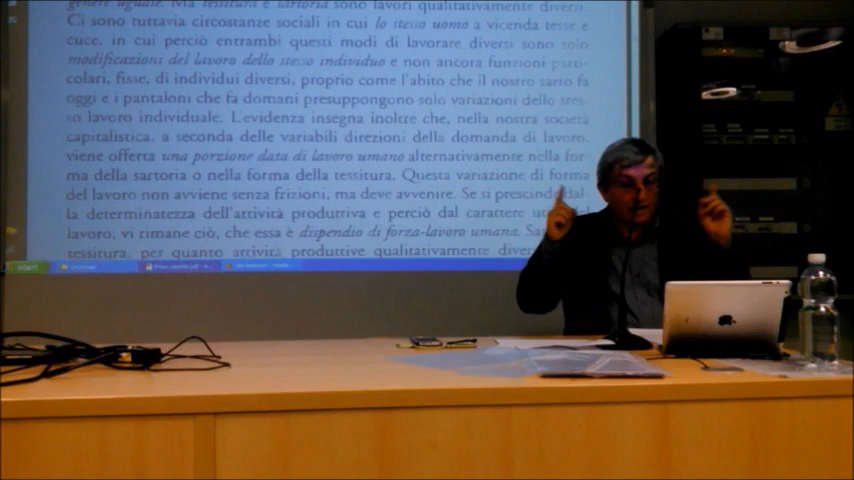 genere uguale. Ma tessitura e sartoria sono lavori qualitativamente diversi.
Ci sono tuttavia circostanze sociali in cui lo stesso uomo a vicenda tesse e
cuce, in cui perciò entrambi questi modi di lavorare diversi sono solo
modificazioni del lavoro dello stesso individuo e non ancora funzioni parti-
colari, fisse, di individui diversi, proprio come l'abito che il nostro sarto fa
oggi e i pantaloni che fa domani presuppongono solo variazioni dello stes-
so lavoro individuale. L'evidenza insegna inoltre che, nella nostra società
capitalistica, a seconda delle variabili direzioni della domanda di lavoro,
viene offerta una porzione data di lavoro umano alternativamente nella for-
ma della sartoria o nella forma della tessitura. Questa variazione di forma
del lavoro non avviene senza frizioni, ma deve avvenire. Se si prescinde dal
la determinatezza dell'attività produttiva e perciò dal carattere
lavoro, vi rimane ciò, che essa è dispendio di forza-lavoro umana.
tessitura, per quanto attività produttive qualitativamente
start